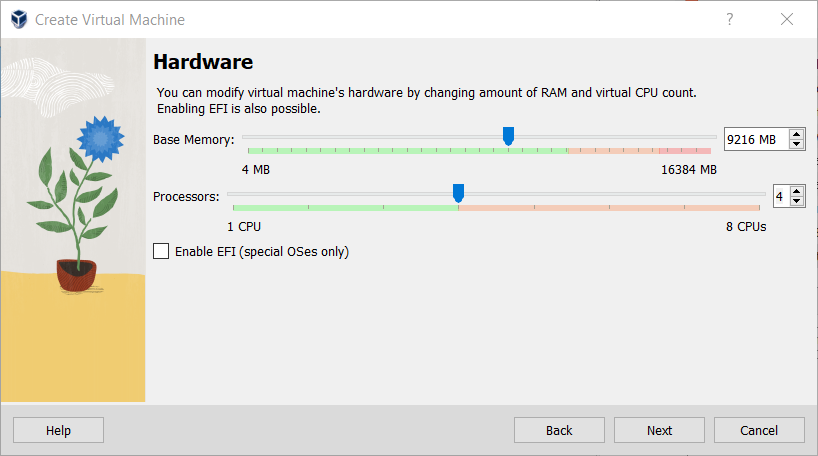 Create Virtual Machine
?
Hardware
You can modify virtual machine's hardware by changing amount of RAM and virtual CPU count.
Enabling EFI is also possible.
Base Memory:
9216 MB
4 MB
16384 MB
Processors:
4
1 CPU
8 CPUs
Enable EFI (special OSes only)
Help
Back
Next
Cancel